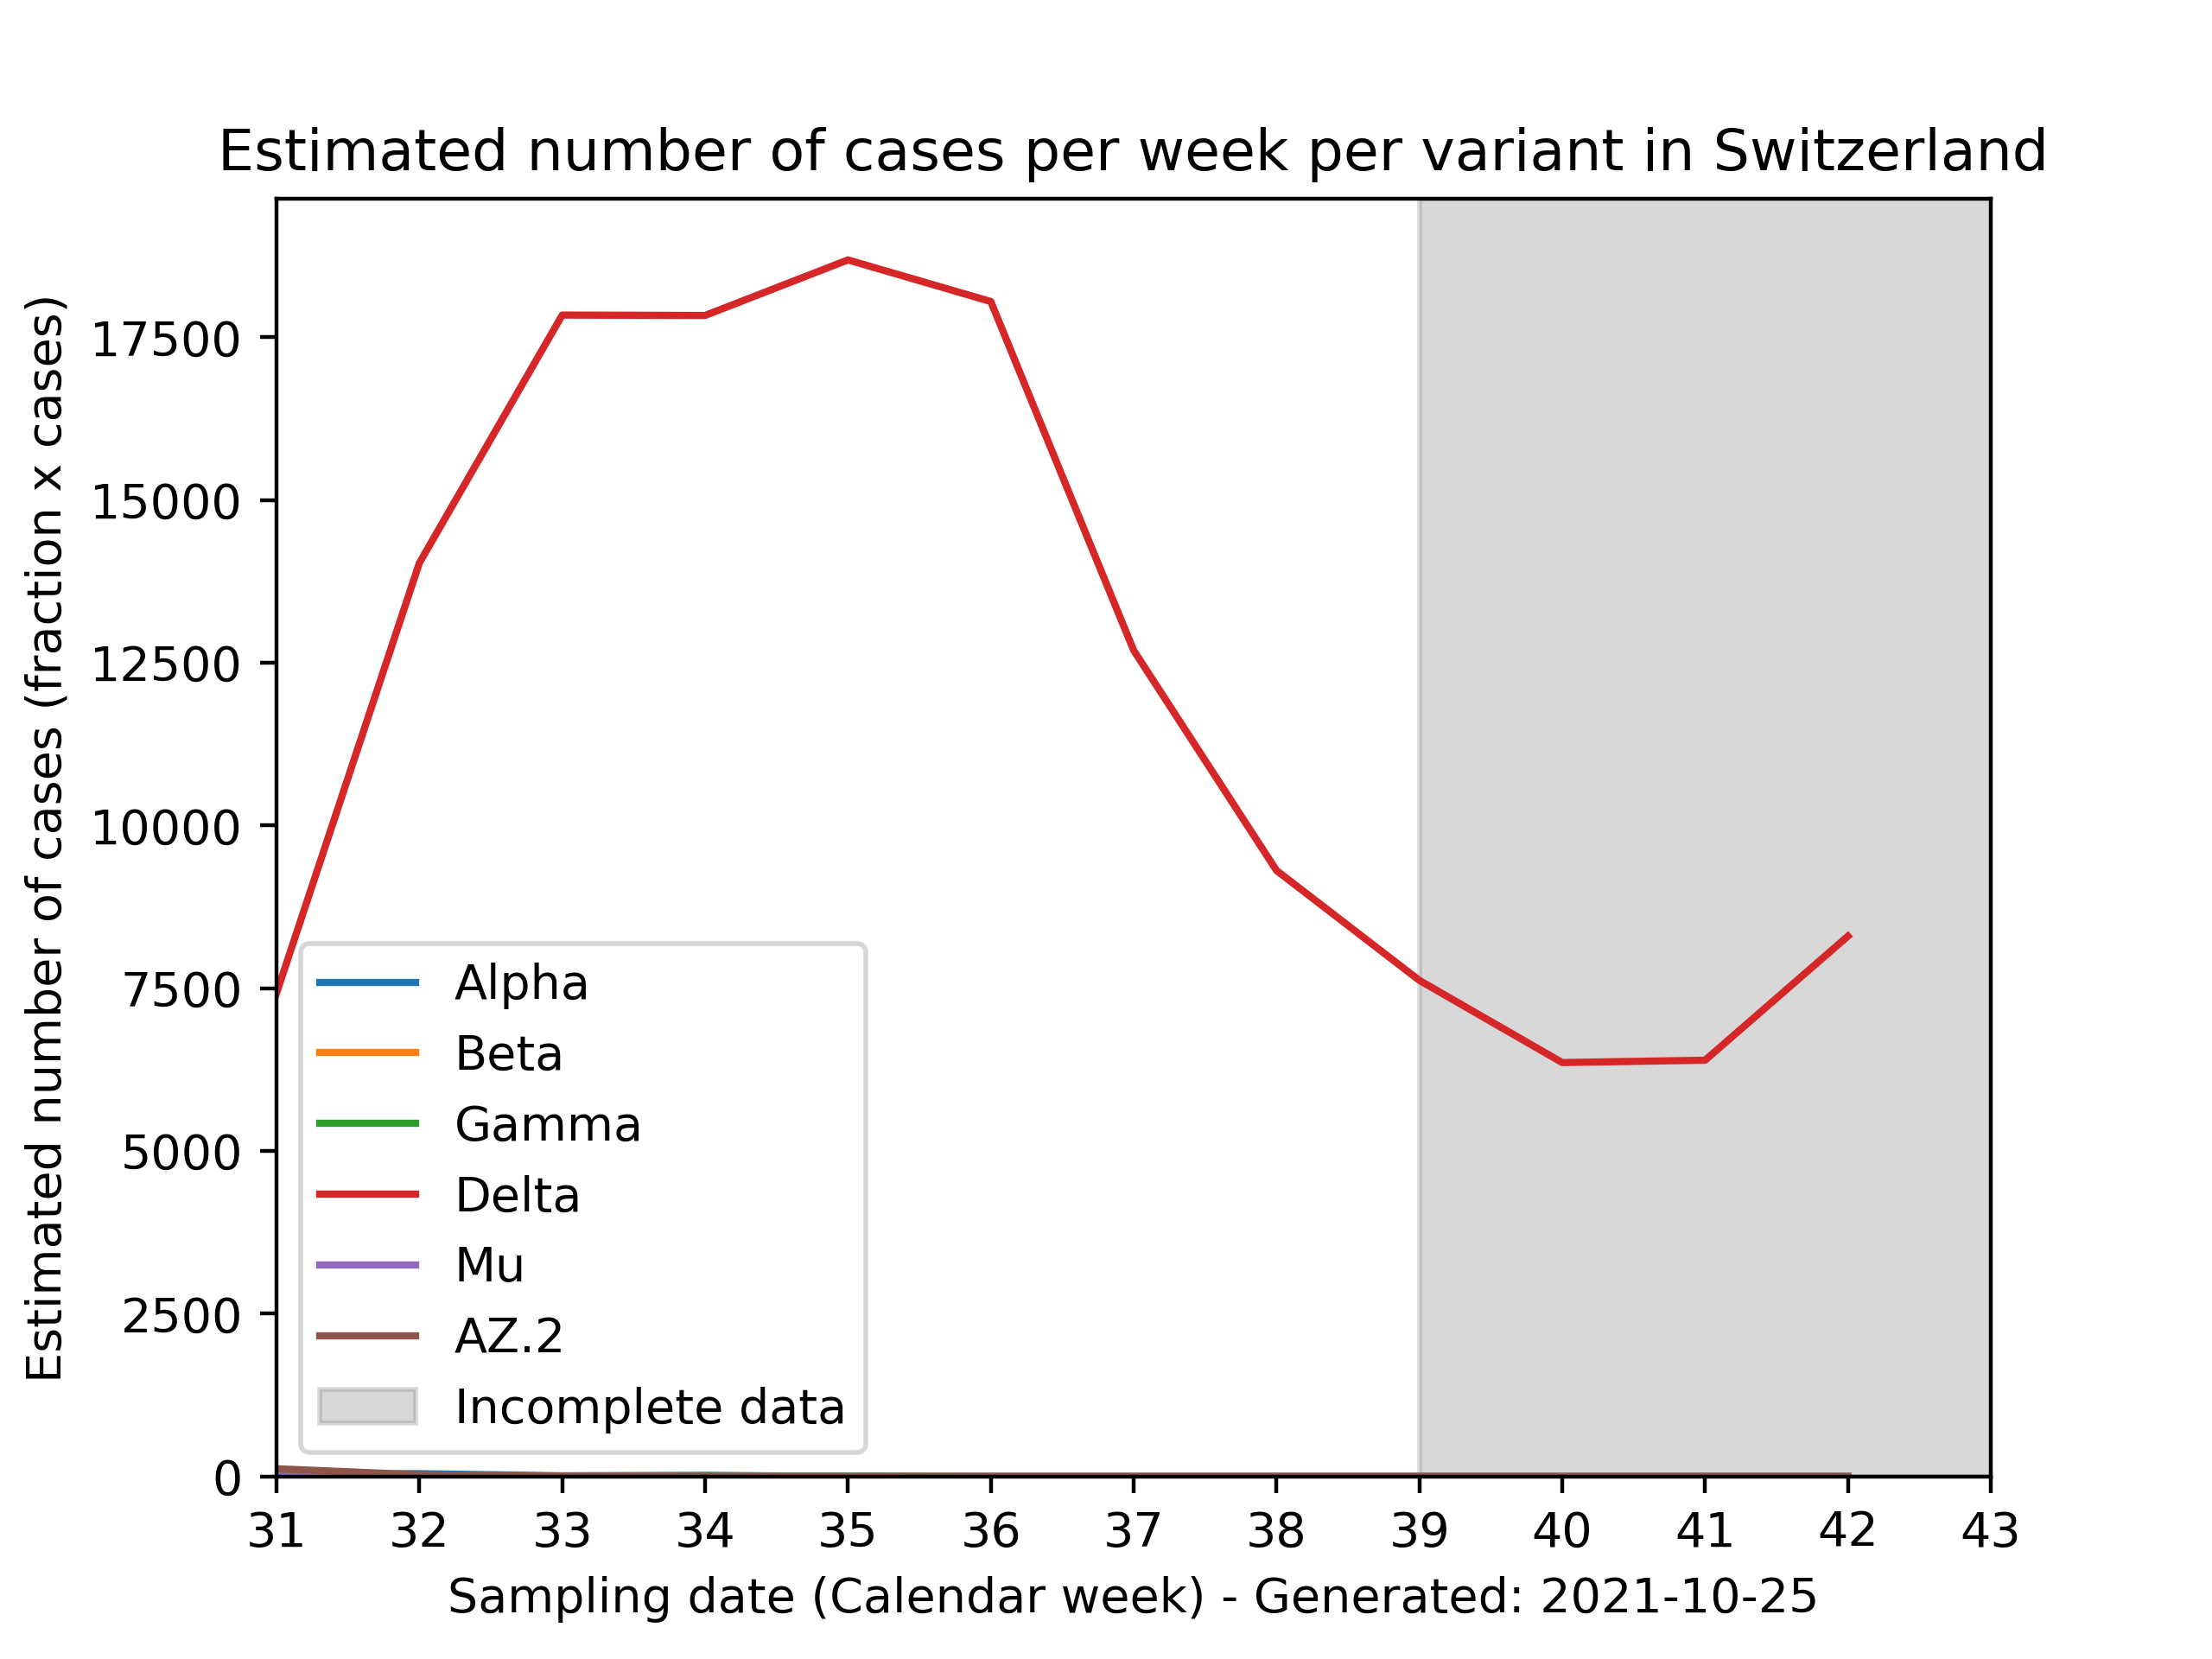 Estimated number of cases per week per variant in Switzerland
Estimated number of cases (fraction x cases)
17500
15000
12500
10000
7500
5000
2500
0
Alpha
Beta
Gamma
Delta
Mu
AZ.2
Incomplete data
31 32 33 34 35 36 37 38 39 40 41 42 43
Sampling date (Calendar week) - Generated: 2021-10-25